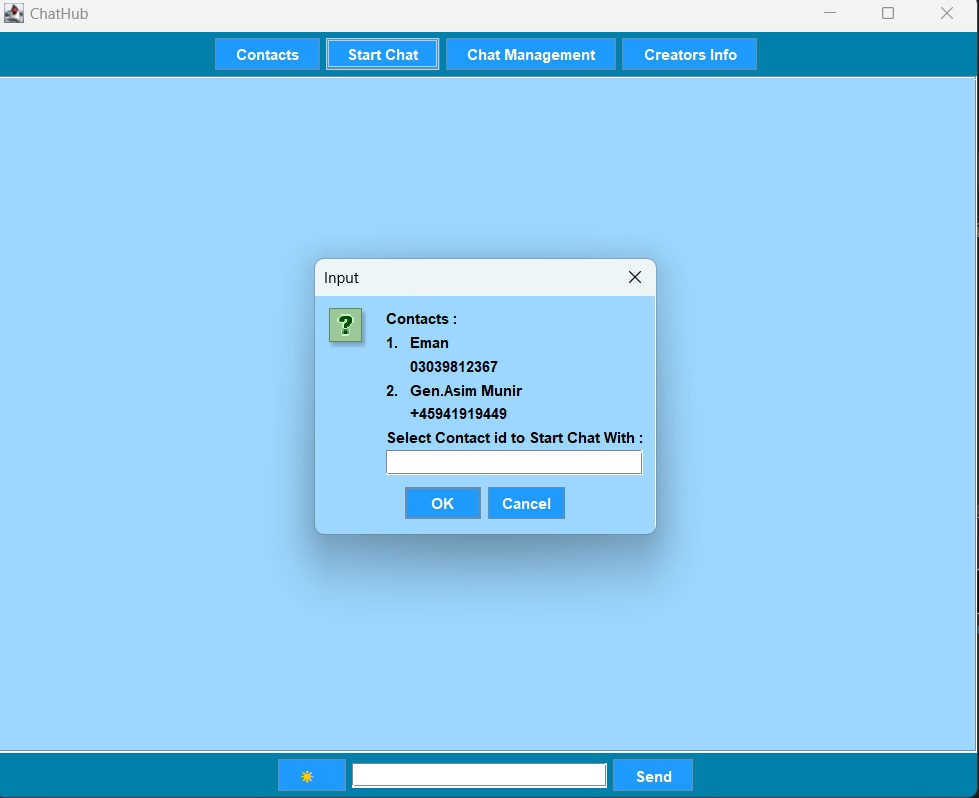 ChatHub
Contacts Start Chat Chat Management Creators Info
Input
Contacts :
1. Eman
03039812367
2. Gen.Asim Munir
+45941919449
Select Contact id to Start Chat With :
OK Cancel
Send